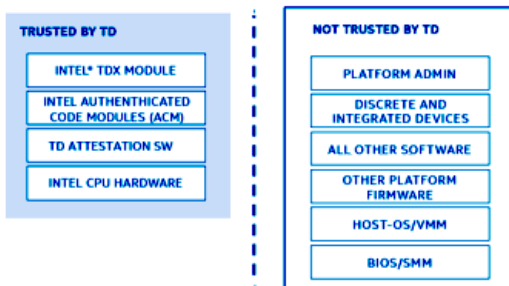 TRUSTED BY TD
INTEL® TDX MODULE
INTEL AUTHENTHICATED
CODE MODULES (ACM)
TD ATTESTATION SW
INTEL CPU HARDWARE
NOT TRUSTED BY TD
PLATFORM ADMIN
DISCRETE AND
INTEGRATED DEVICES
ALL OTHER SOFTWARE
OTHER PLATFORM
FIRMWARE
HOST-OS/VMM
BIOS/SMM